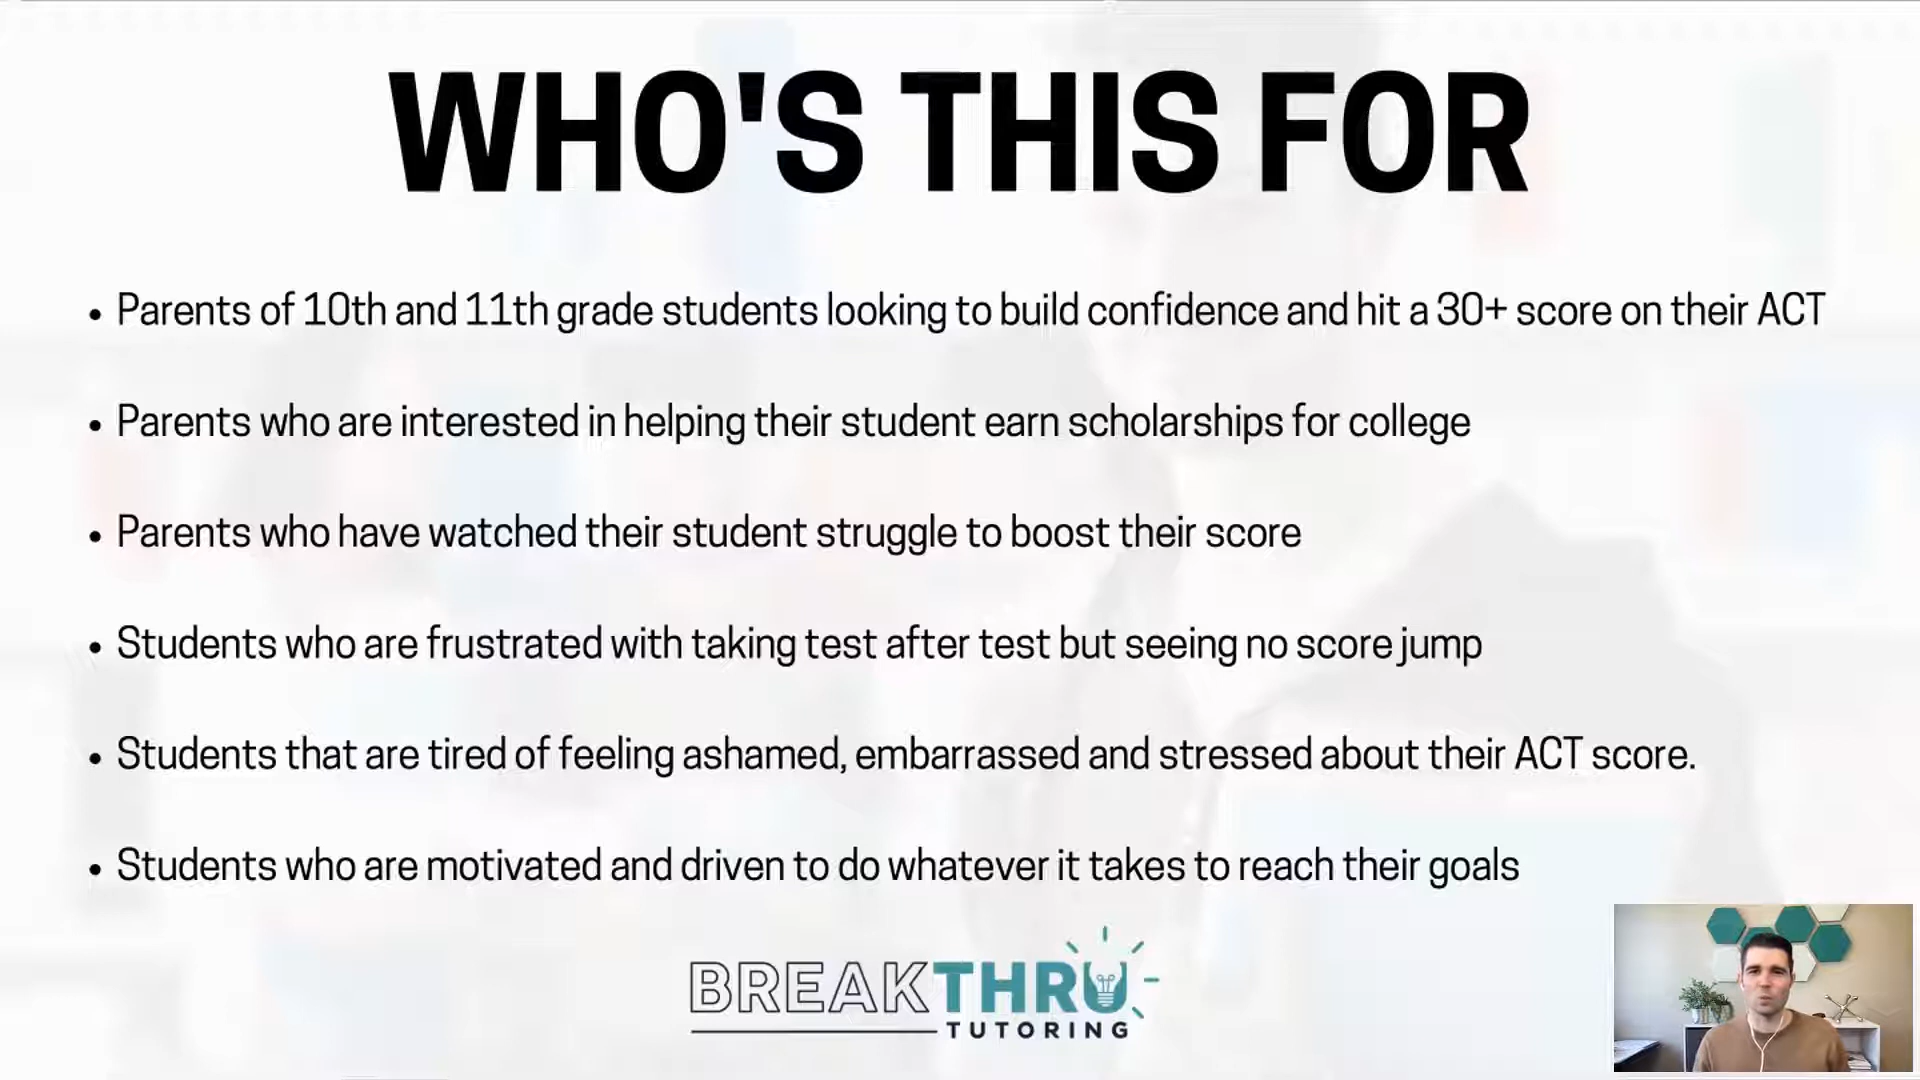 WHO'S THIS FOR
• Parents of 10th and 11th grade students looking to build confidence and hit a 30+ score on their ACT
• Parents who are interested in helping their student earn scholarships for college
• Parents who have watched their student struggle to boost their score
• Students who are frustrated with taking test after test but seeing no score jump
• Students that are tired of feeling ashamed, embarrassed and stressed about their ACT score.
• Students who are motivated and driven to do whatever it takes to reach their goals
BREAKTHRU
TUTORING